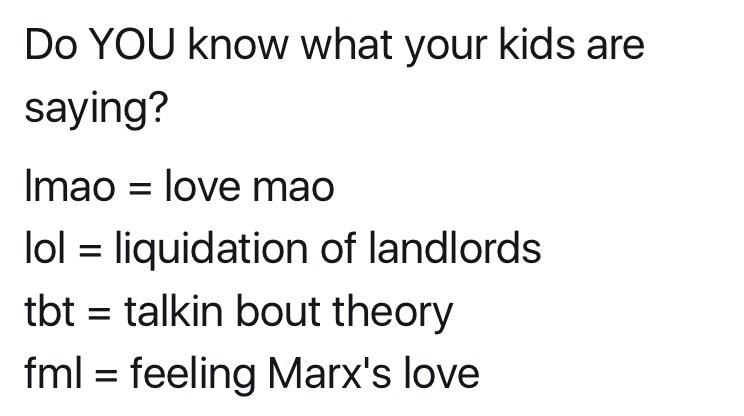 Do YOU know what your kids are
saying?
lmao = love mao
lol = liquidation of landlords
tbt = talkin bout theory
fml = feeling Marx's love